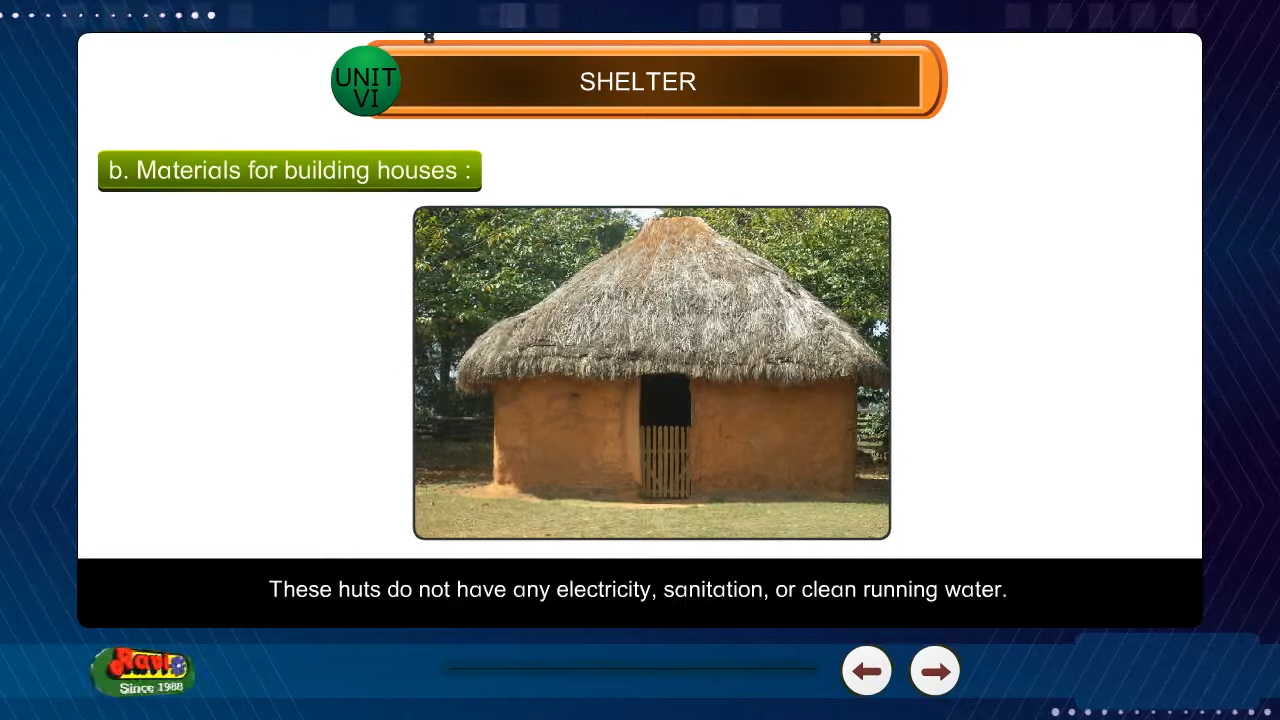 UNIT
VI
SHELTER
b. Materials for building houses :
These huts do not have any electricity, sanitation, or clean running water.
Since 1988